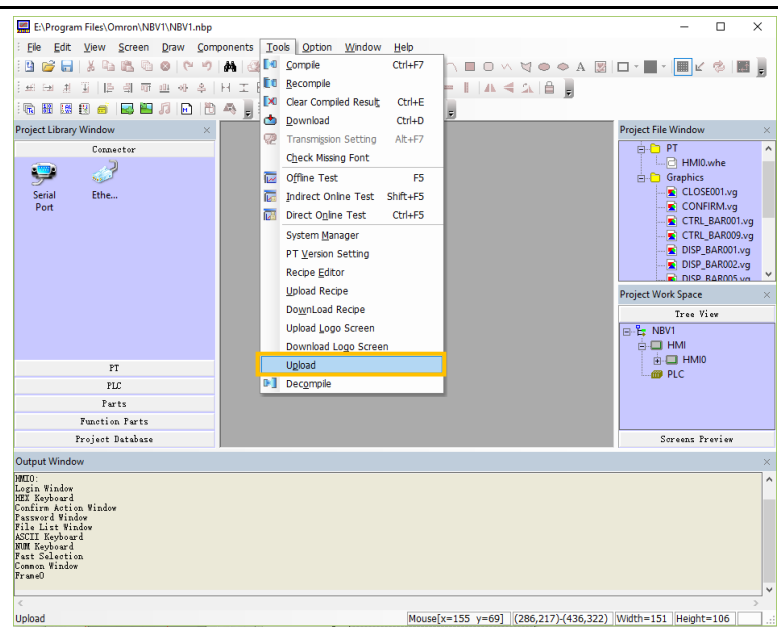 E:\Program Files\Omron\NBV1\NBV1.nbp
File Edit View Screen Draw Components Tools Option Window Help
Compile Ctrl+F7
Recompile
Clear Compiled Result Ctrl+E
Download Ctrl+D
Transmission Setting Alt+F7
Check Missing Font
Offline Test F5
Indirect Online Test Shift+F5
Direct Online Test Ctrl+F5
System Manager
PT Version Setting
Recipe Editor
Upload Recipe
DownLoad Recipe
Upload Logo Screen
Download Logo Screen
Upload
Decompile
Project Library Window
Connector
Serial Port
Ethe...
PT
PLC
Parts
Function Parts
Project Database
Project File Window
PT
HMI0.whe
Graphics
CLOSE001.vg
CONFIRM.vg
CTRL_BAR001.vg
CTRL_BAR009.vg
DISP_BAR001.vg
DISP_BAR002.vg
DISP_BAR005.vg
Project Work Space
Tree View
NBV1
HMI
HMI0
PLC
Screens Preview
Output Window
HMI0:
Login Window
HEX Keyboard
Confirm Action Window
Password Window
File List Window
ASCII Keyboard
NUM Keyboard
Fast Selection
Common Window
Frame0
Upload
Mouse[x=155 y=69] (286,217)-(436,322) Width=151 Height=106